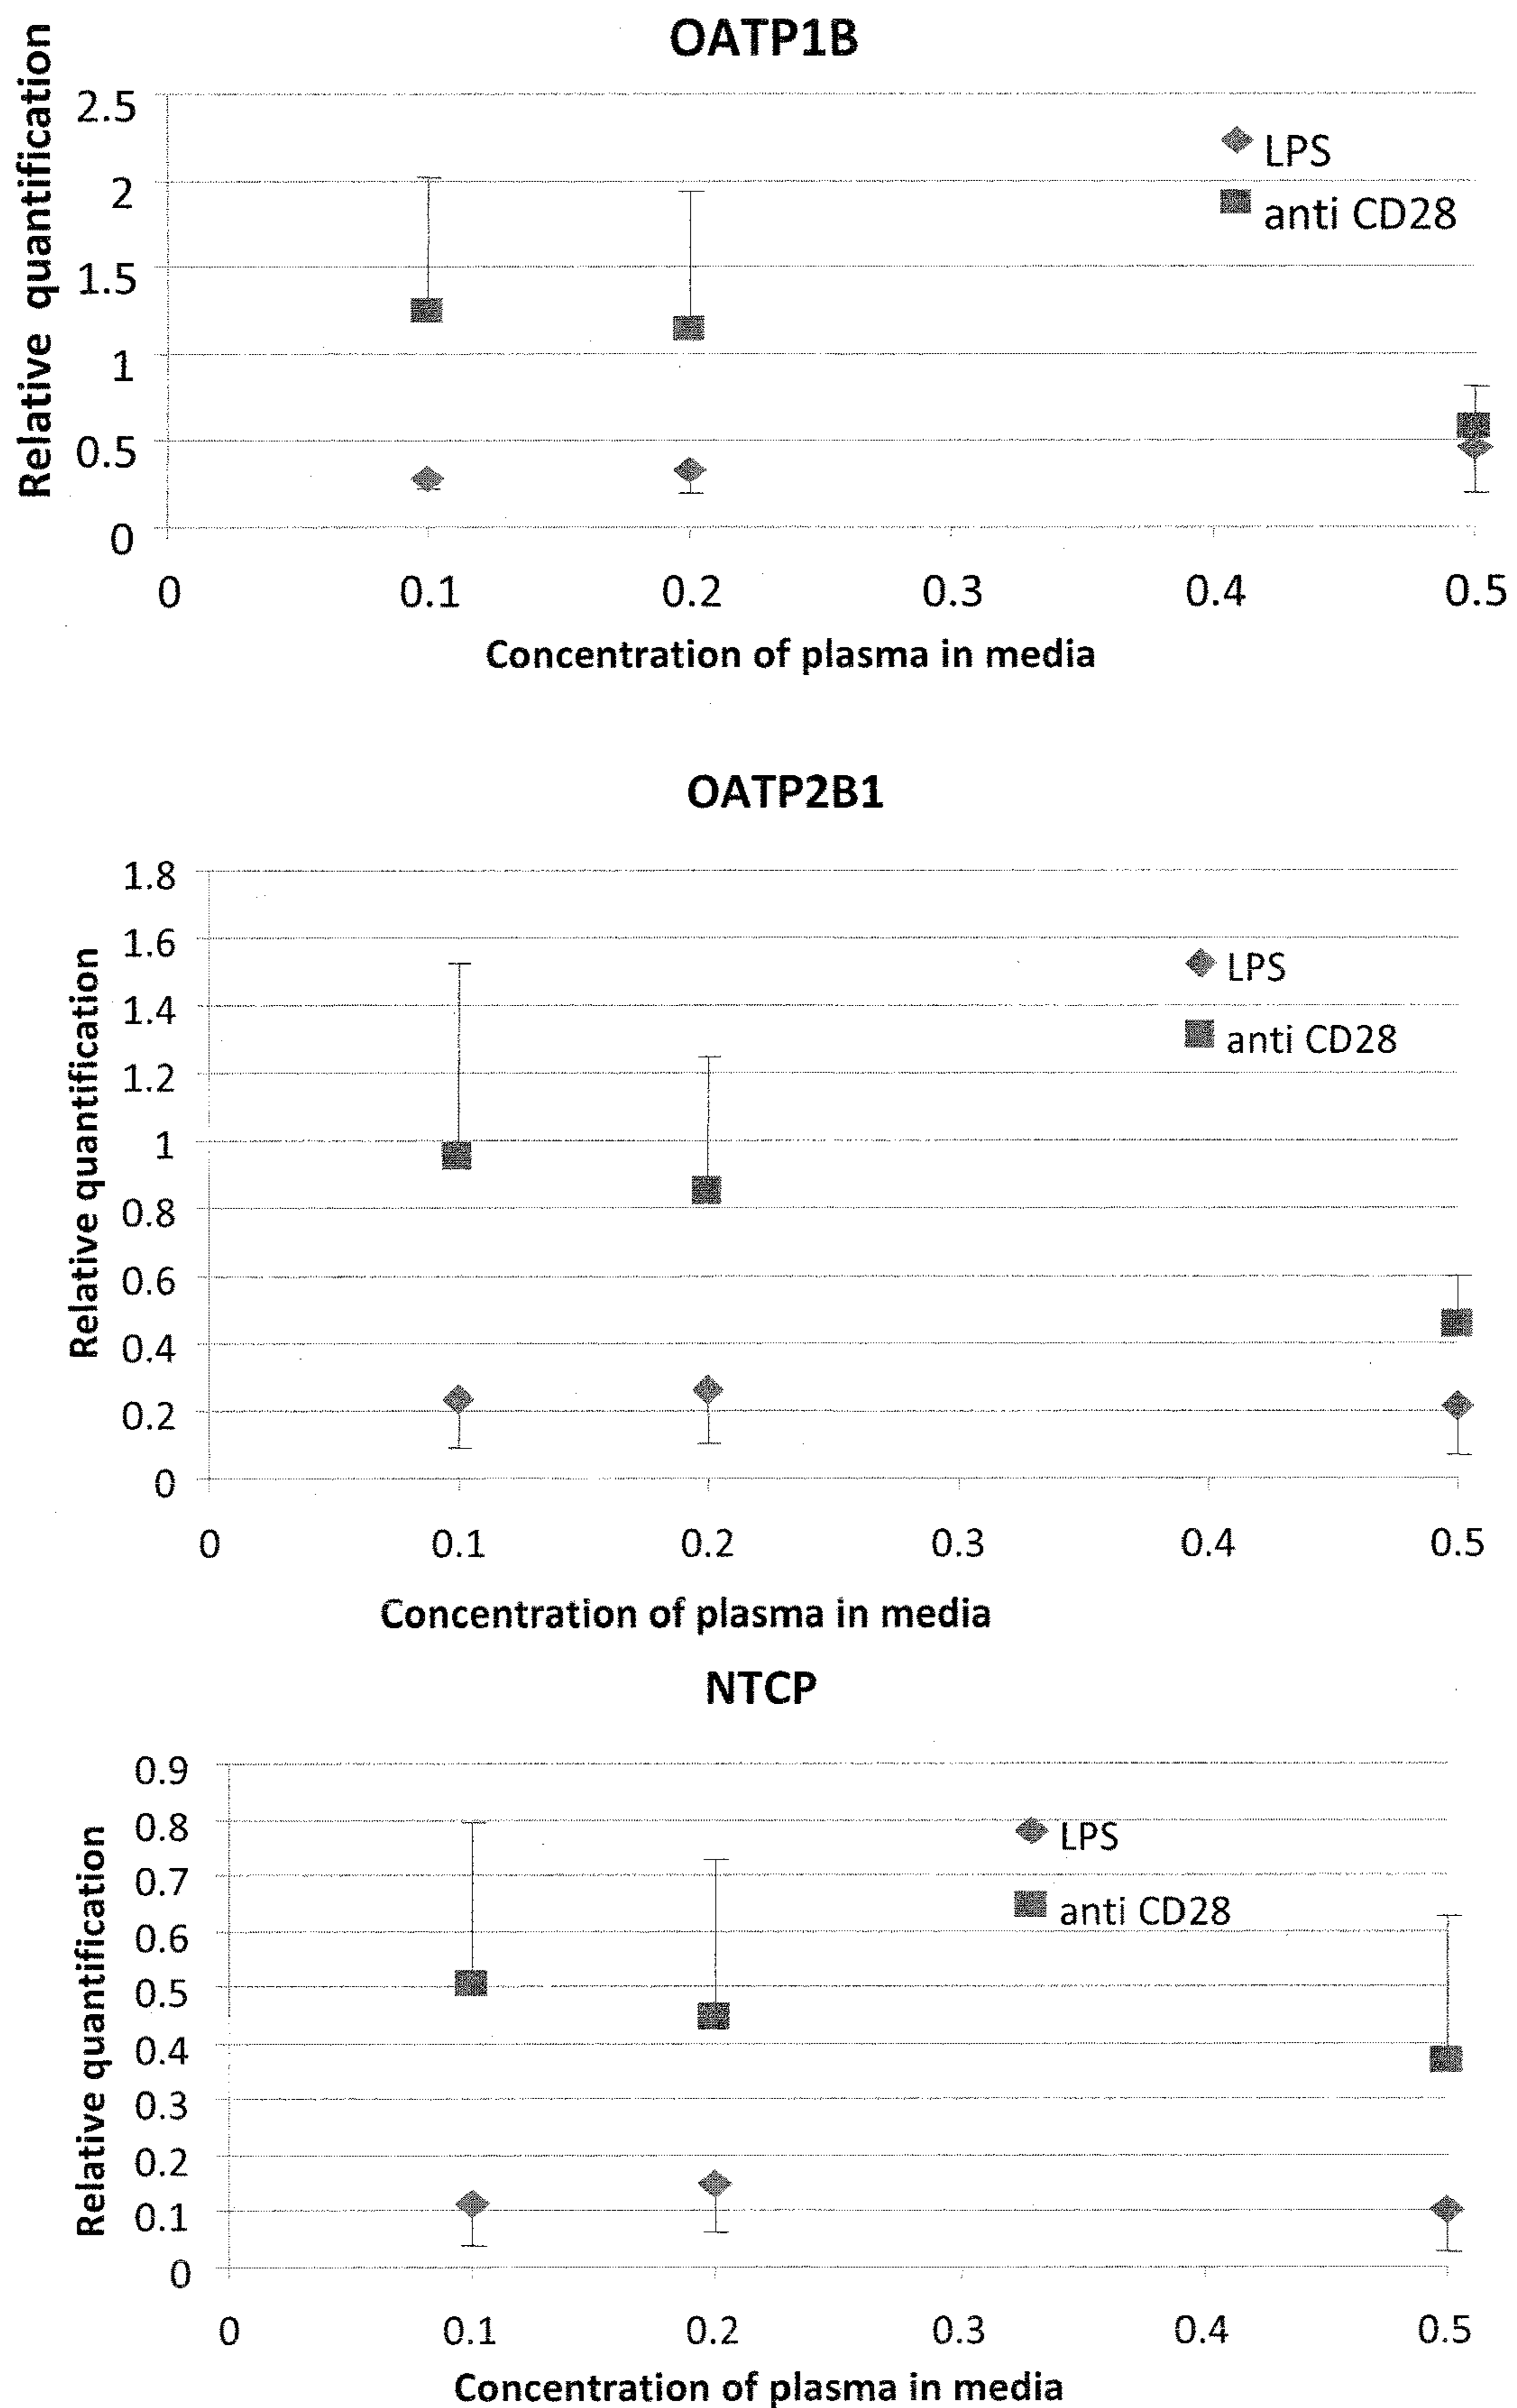 OATP1B
Relative quantification
2.5
2
1.5
1
0.5
0
LPS
anti CD28
0 0.1 0.2 0.3 0.4 0.5
Concentration of plasma in media
OATP2B1
Relative quantification
1.8
1.6
1.4
1.2
1
0.8
0.6
0.4
0.2
0
LPS
anti CD28
0 0.1 0.2 0.3 0.4 0.5
Concentration of plasma in media
NTCP
Relative quantification
0.9
0.8
0.7
0.6
0.5
0.4
0.3
0.2
0.1
0
LPS
anti CD28
0 0.1 0.2 0.3 0.4 0.5
Concentration of plasma in media